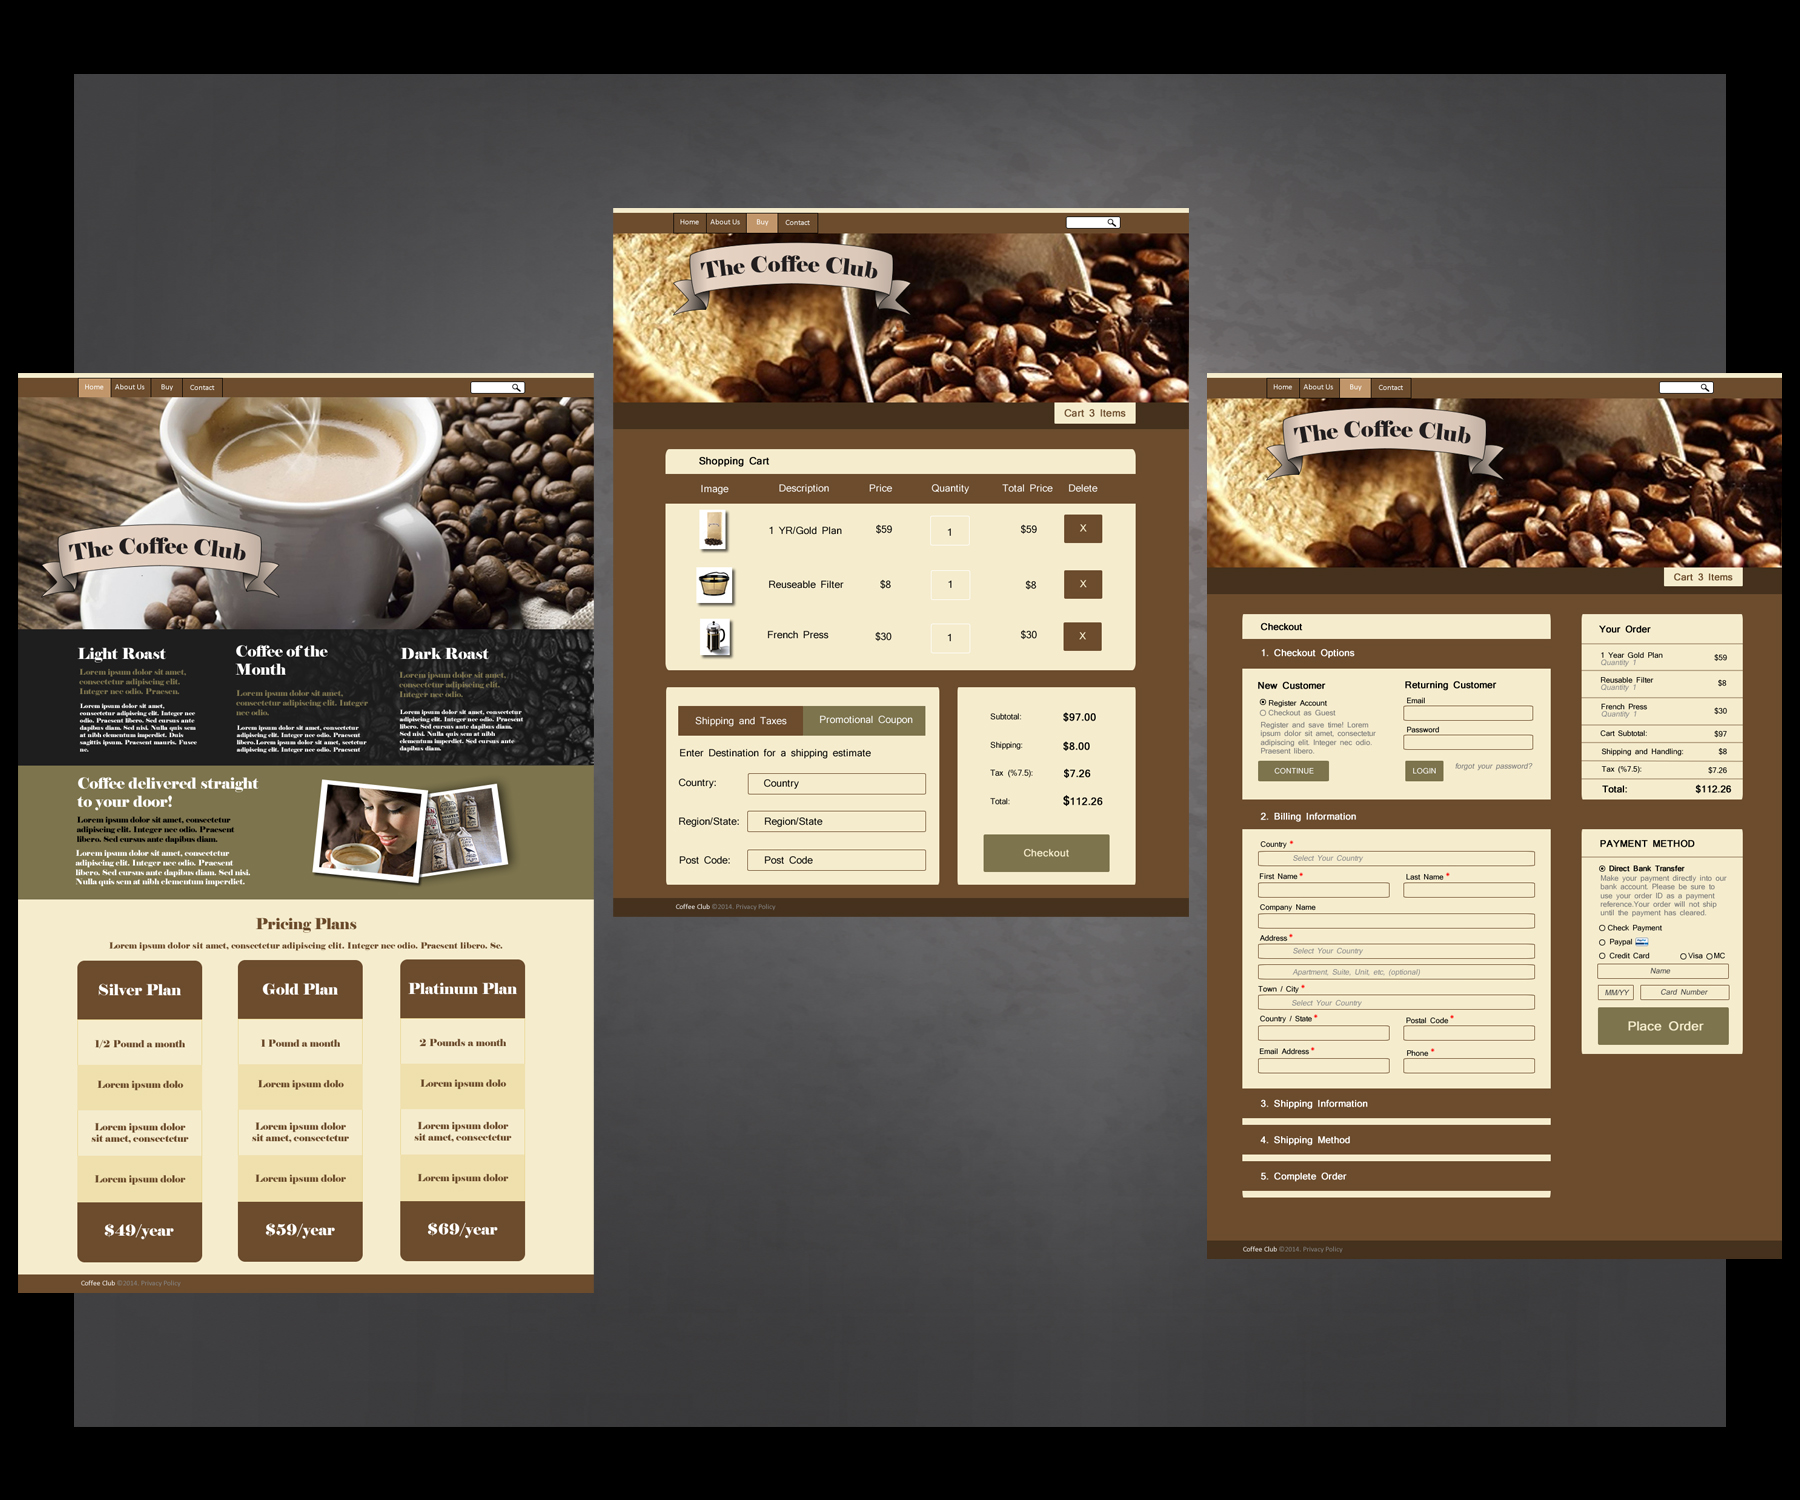 Home About Us Buy Contact
The Coffee Club
Light Roast
Lorem ipsum dolor sit amet,
consectetur adipiscing elit.
Integer nec odio. Praesen.
Lorem ipsum dolor sit amet,
consectetur adipiscing elit. Integer nec
odio. Praesent libero. Sed cursus ante
dapibus diam. Sed nisi. Nulla quis sem
at nibh elementum imperdiet. Duis
sagittis ipsum. Praesent mauris. Fusce
ne.
Coffee of the
Month
Lorem ipsum dolor sit amet,
consectetur adipiscing elit. Integer
nec odio.
Lorem ipsum dolor sit amet, consectetur
adipiscing elit. Integer nec odio. Praesent
libero.Lorem ipsum dolor sit amet, sectetur
adipiscing elit. Integer nec odio. Praesent
Dark Roast
Lorem ipsum dolor sit amet,
consectetur adipiscing elit.
Integer nec odio.
Lorem ipsum dolor sit amet, consectetur
adipiscing elit. Integer nec odio. Praesent
libero. Sed cursus ante dapibus diam.
Sed nisi. Nulla quis sem at nibh
elementum imperdiet. Sed cursus ante
dapibus diam.
Coffee delivered straight
to your door!
Lorem ipsum dolor sit amet, consectetur
adipiscing elit. Integer nec odio. Praesent
libero. Sed cursus ante dapibus diam.
Lorem ipsum dolor sit amet, consectetur
adipiscing elit. Integer nec odio. Praesent
libero. Sed cursus ante dapibus diam. Sed nisi.
Nulla quis sem at nibh elementum imperdiet.
Pricing Plans
Lorem ipsum dolor sit amet, consectetur adipiscing elit. Integer nec odio. Praesent libero. Se.
Silver Plan Gold Plan Platinum Plan
1/2 Pound a month 1 Pound a month 2 Pounds a month
Lorem ipsum dolo Lorem ipsum dolo Lorem ipsum dolo
Lorem ipsum dolor Lorem ipsum dolor Lorem ipsum dolor
sit amet, consectetur sit amet, consectetur sit amet, consectetur
Lorem ipsum dolor Lorem ipsum dolor Lorem ipsum dolor
$49/year $59/year $69/year
Coffee Club ©2014. Privacy Policy
Home About Us Buy Contact
The Coffee Club
Cart 3 Items
Shopping Cart
Image Description Price Quantity Total Price Delete
1 YR/Gold Plan $59 1 $59 X
Reuseable Filter $8 1 $8 X
French Press $30 1 $30 X
Shipping and Taxes Promotional Coupon
Enter Destination for a shipping estimate
Country: Country
Region/State: Region/State
Post Code: Post Code
Subtotal: $97.00
Shipping: $8.00
Tax (%7.5): $7.26
Total: $112.26
Checkout
Coffee Club ©2014. Privacy Policy
Home About Us Buy Contact
The Coffee Club
Cart 3 Items
Checkout
1. Checkout Options
New Customer
Register Account
Checkout as Guest
Register and save time! Lorem
ipsum dolor sit amet, consectetur
adipiscing elit. Integer nec odio.
Praesent libero.
CONTINUE
Returning Customer
Email
Password
LOGIN forgot your password?
2. Billing Information
Country *
Select Your Country
First Name * Last Name *
Company Name
Address *
Select Your Country
Apartment, Suite, Unit, etc, (optional)
Town / City *
Select Your Country
Country / State * Postal Code *
Email Address * Phone *
3. Shipping Information
4. Shipping Method
5. Complete Order
Your Order
1 Year Gold Plan $59
Quantity 1
Reusable Filter $8
Quantity 1
French Press $30
Quantity 1
Cart Subtotal: $97
Shipping and Handling: $8
Tax (%7.5): $7.26
Total: $112.26
PAYMENT METHOD
Direct Bank Transfer
Make your payment directly into our
bank account. Please be sure to
use your order ID as a payment
reference.Your order will not ship
until the payment has cleared.
Check Payment
Paypal
Credit Card Visa MC
Name
MM/YY Card Number
Place Order
Coffee Club ©2014. Privacy Policy